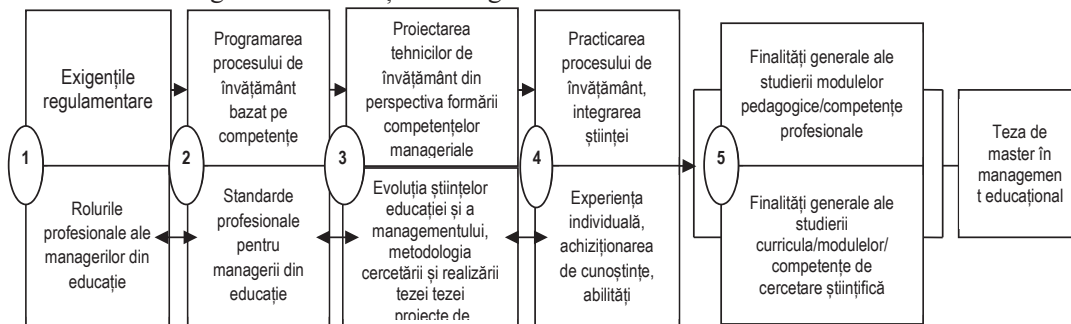 Exigențile
regulamentare
1
Rolurile
profesionale ale
managerilor din
educație
Programarea
procesului de
învățământ
bazat pe
competențe
2
Standarde
profesionale
pentru
managerii din
educație
Proiectarea
tehnicilor de
învățământ din
perspectiva formării
competențelor
manageriale
3
Evoluția științelor
educației și a
managementului,
metodologia
cercetării și realizării
tezei tezei
proiecte de
Practicarea
procesului de
învățământ,
integrarea
științei
4
Experiența
individuală,
achiziționarea
de cunoștințe,
abilități
Finalități generale ale
studierii modulelor
pedagogice/competențe
profesionale
5
Finalități generale ale
studierii
curricula/modulelor/
competențe de
cercetare științifică
Teza de
master în
managemen
t educațional